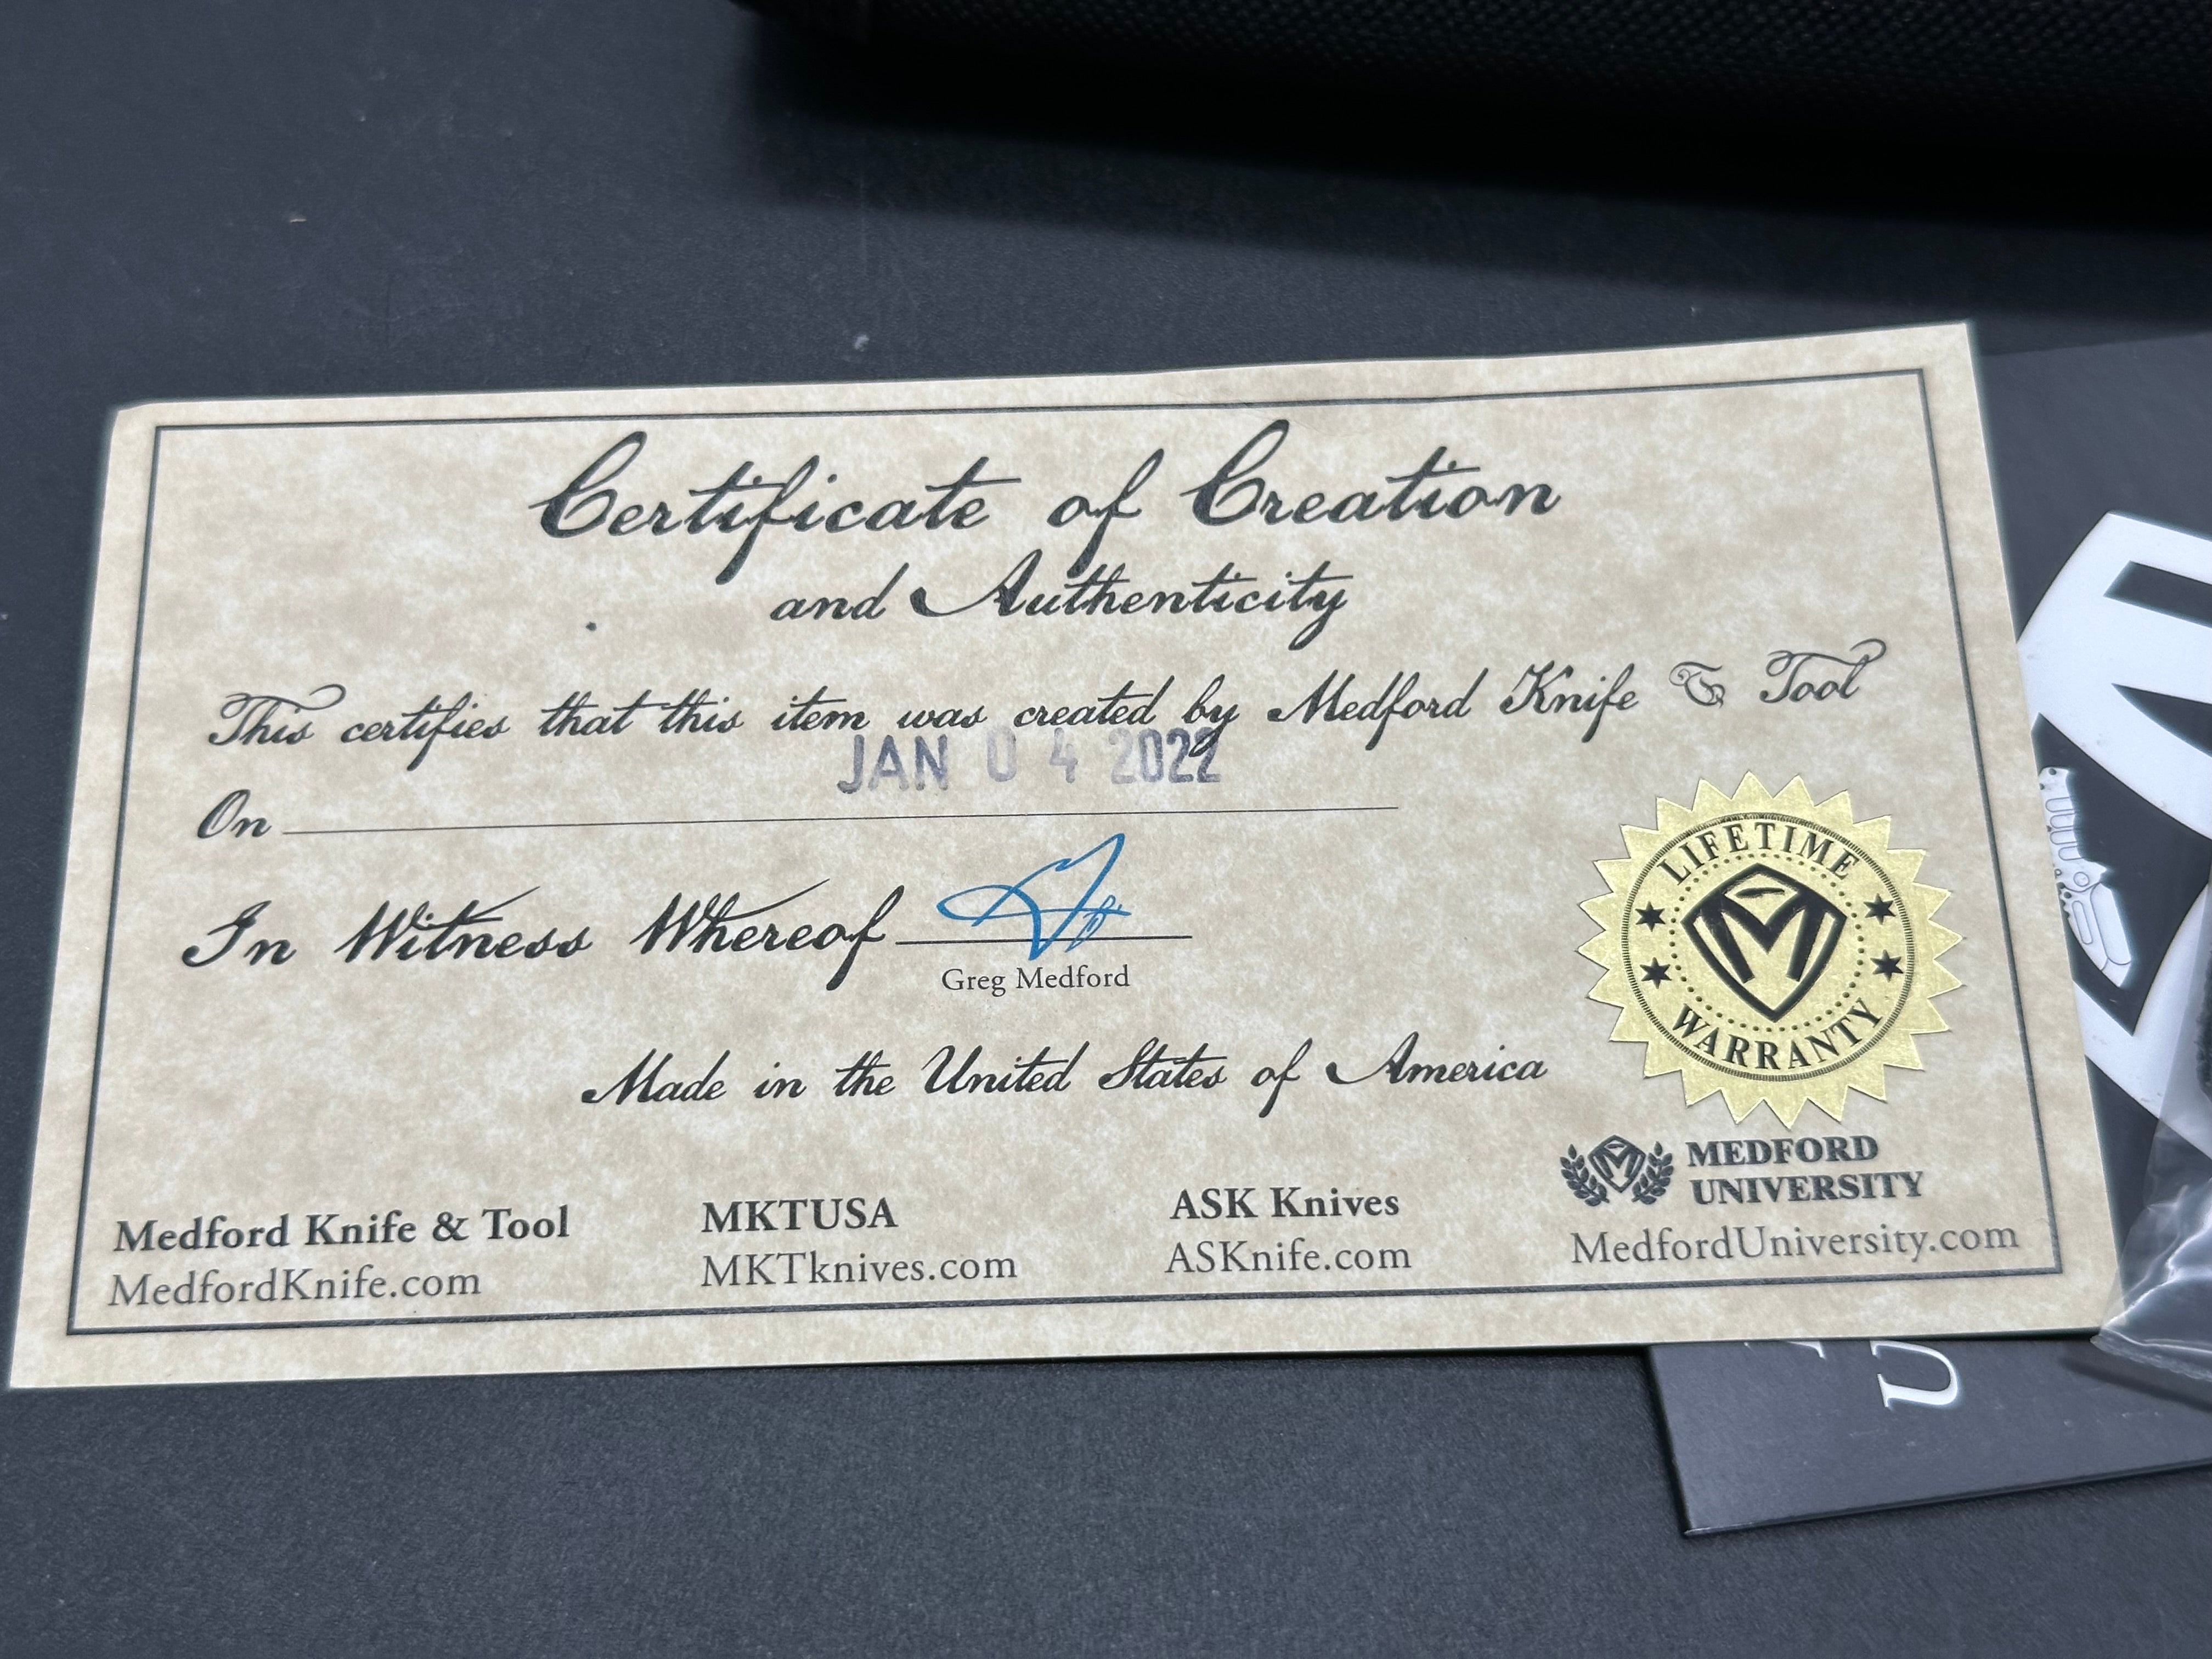 Certificate of Creation
and Authenticity
This certifies that this item was created by Medford Knife & Tool
JAN 04 2022
On
In Witness Whereof
Greg Medford
Made in the United States of America
LIFETIME
M
WARRANTY
MEDFORD
UNIVERSITY
MedfordUniversity.com
Medford Knife & Tool
MedfordKnife.com
MKTUSA
MKTknives.com
ASK Knives
ASKnife.com